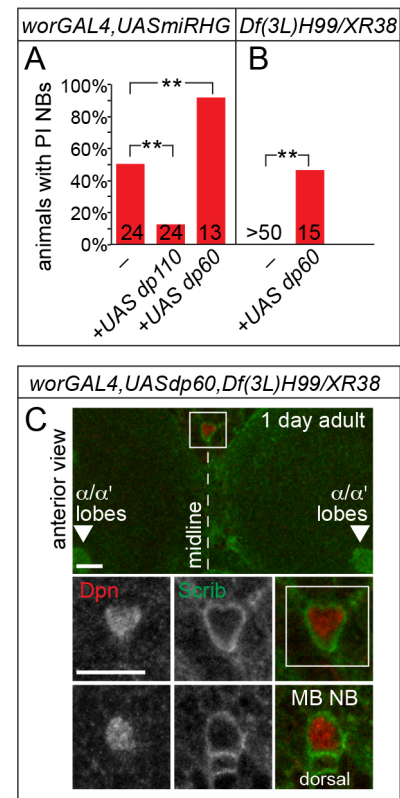 worGAL4,UASmiRHG Df(3L)H99/XR38
A B
animals with PI NBs
100%
80%
60%
40%
20%
0%
**
**
**
24 24 13 >50 15
– +UAS dp110 +UAS dp60 – +UAS dp60
worGAL4,UASdp60,Df(3L)H99/XR38
C
1 day adult
anterior view
α/α'
lobes
midline
α/α'
lobes
Dpn Scrib
MB NB
dorsal